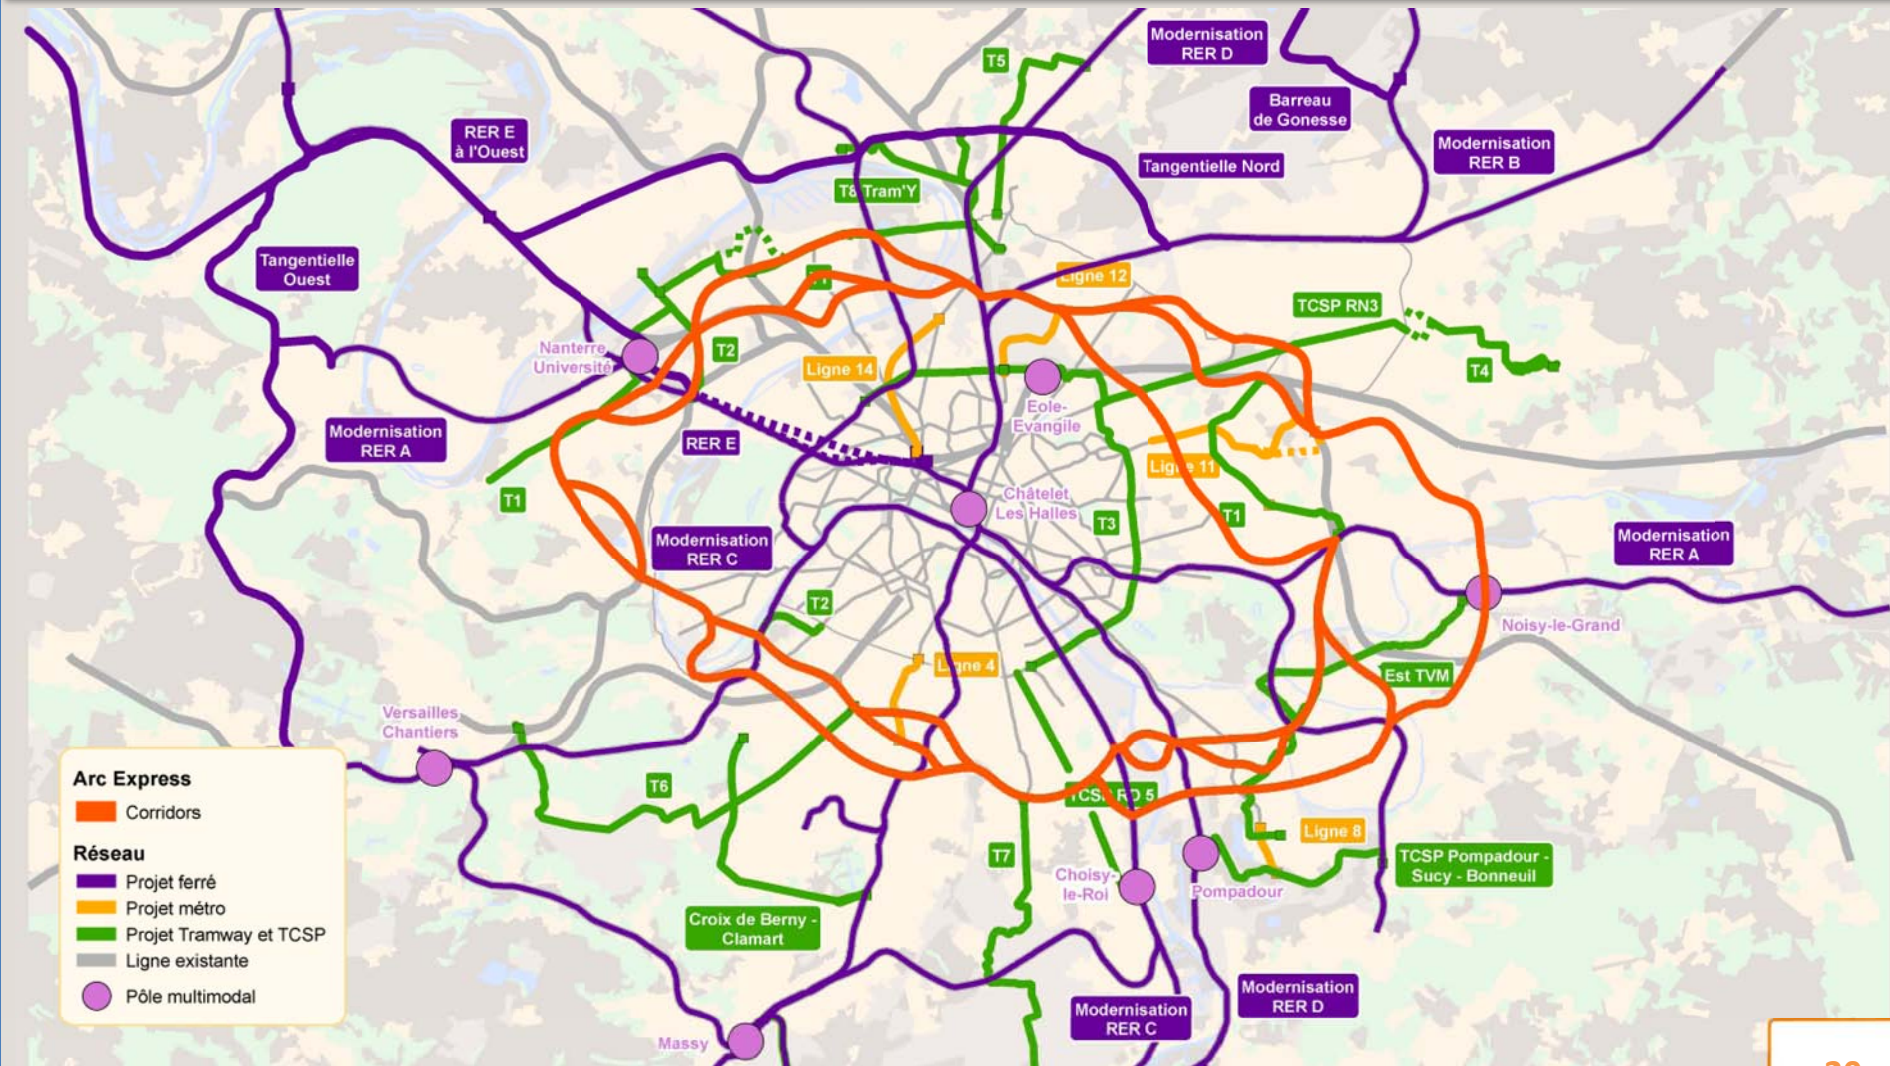 T5
Modernisation
RER D
Barreau
de Gonesse
RER E
à l'Ouest
Modernisation
RER B
Tangentielle Nord
T8 Tram'Y
Tangentielle
Ouest
T1
Ligne 12
TCSP RN3
Nanterre
Université
T2
Ligne 14
T4
Eole-
Evangile
Modernisation
RER A
RER E
Ligne 11
T1
Châtelet
Les Halles
T3
T1
Modernisation
RER C
Modernisation
RER A
T2
Noisy-le-Grand
Ligne 4
Est TVM
Versailles
Chantiers
Arc Express
Corridors
Réseau
Projet ferré
Projet métro
Projet Tramway et TCSP
Ligne existante
Pôle multimodal
T6
TCSP RD 5
Ligne 8
T7
TCSP Pompadour -
Sucy - Bonneuil
Choisy-
le-Roi
Pompadour
Croix de Berny -
Clamart
Modernisation
RER D
Modernisation
RER C
Massy